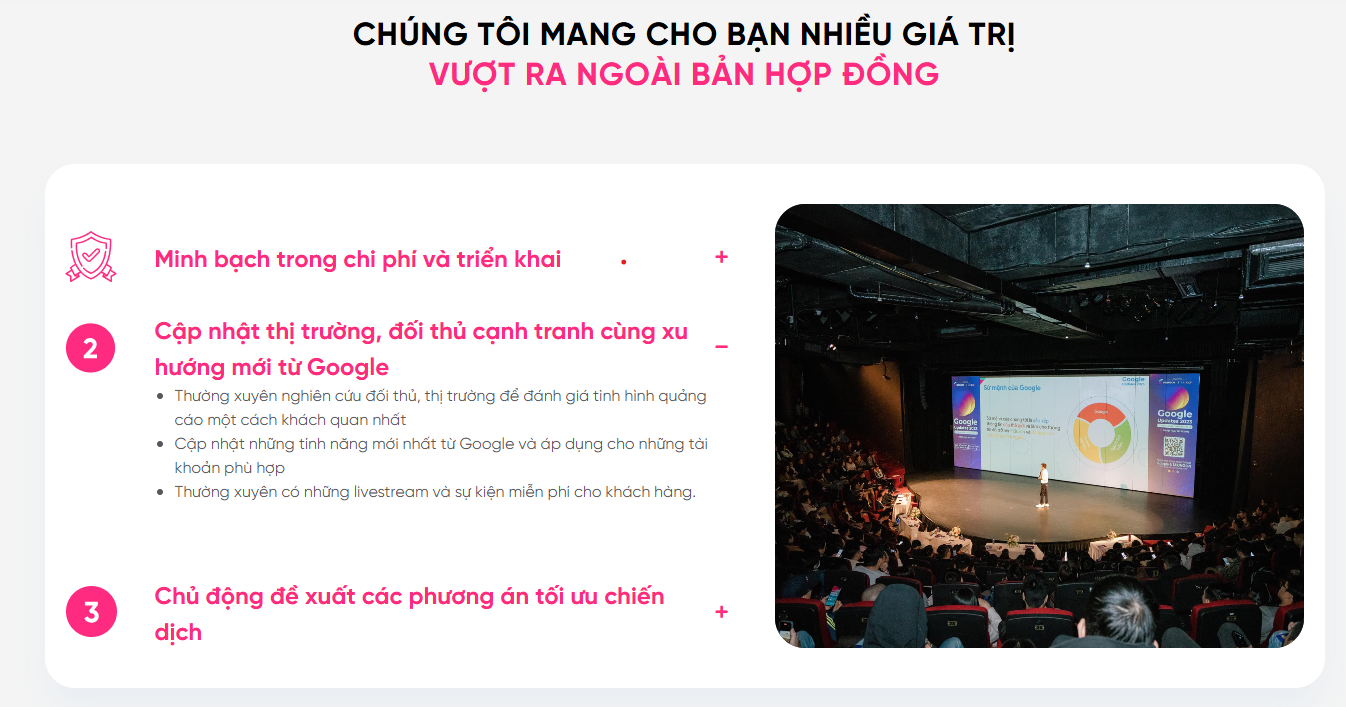 CHÚNG TÔI MANG CHO BẠN NHIỀU GIÁ TRỊ
VƯỢT RA NGOÀI BẢN HỢP ĐỒNG
Minh bạch trong chi phí và triển khai
+
2
Cập nhật thị trường, đối thủ cạnh tranh cùng xu
hướng mới từ Google
–
Thường xuyên nghiên cứu đối thủ, thị trường để đánh giá tình hình quảng
cáo một cách khách quan nhất
Cập nhật những tính năng mới nhất từ Google và áp dụng cho những tài
khoản phù hợp
Thường xuyên có những livestream và sự kiện miễn phí cho khách hàng.
3
Chủ động đề xuất các phương án tối ưu chiến
dịch
+
Sứ mệnh của Google
Google
Google
Updates 2023
Google
Updates 2023